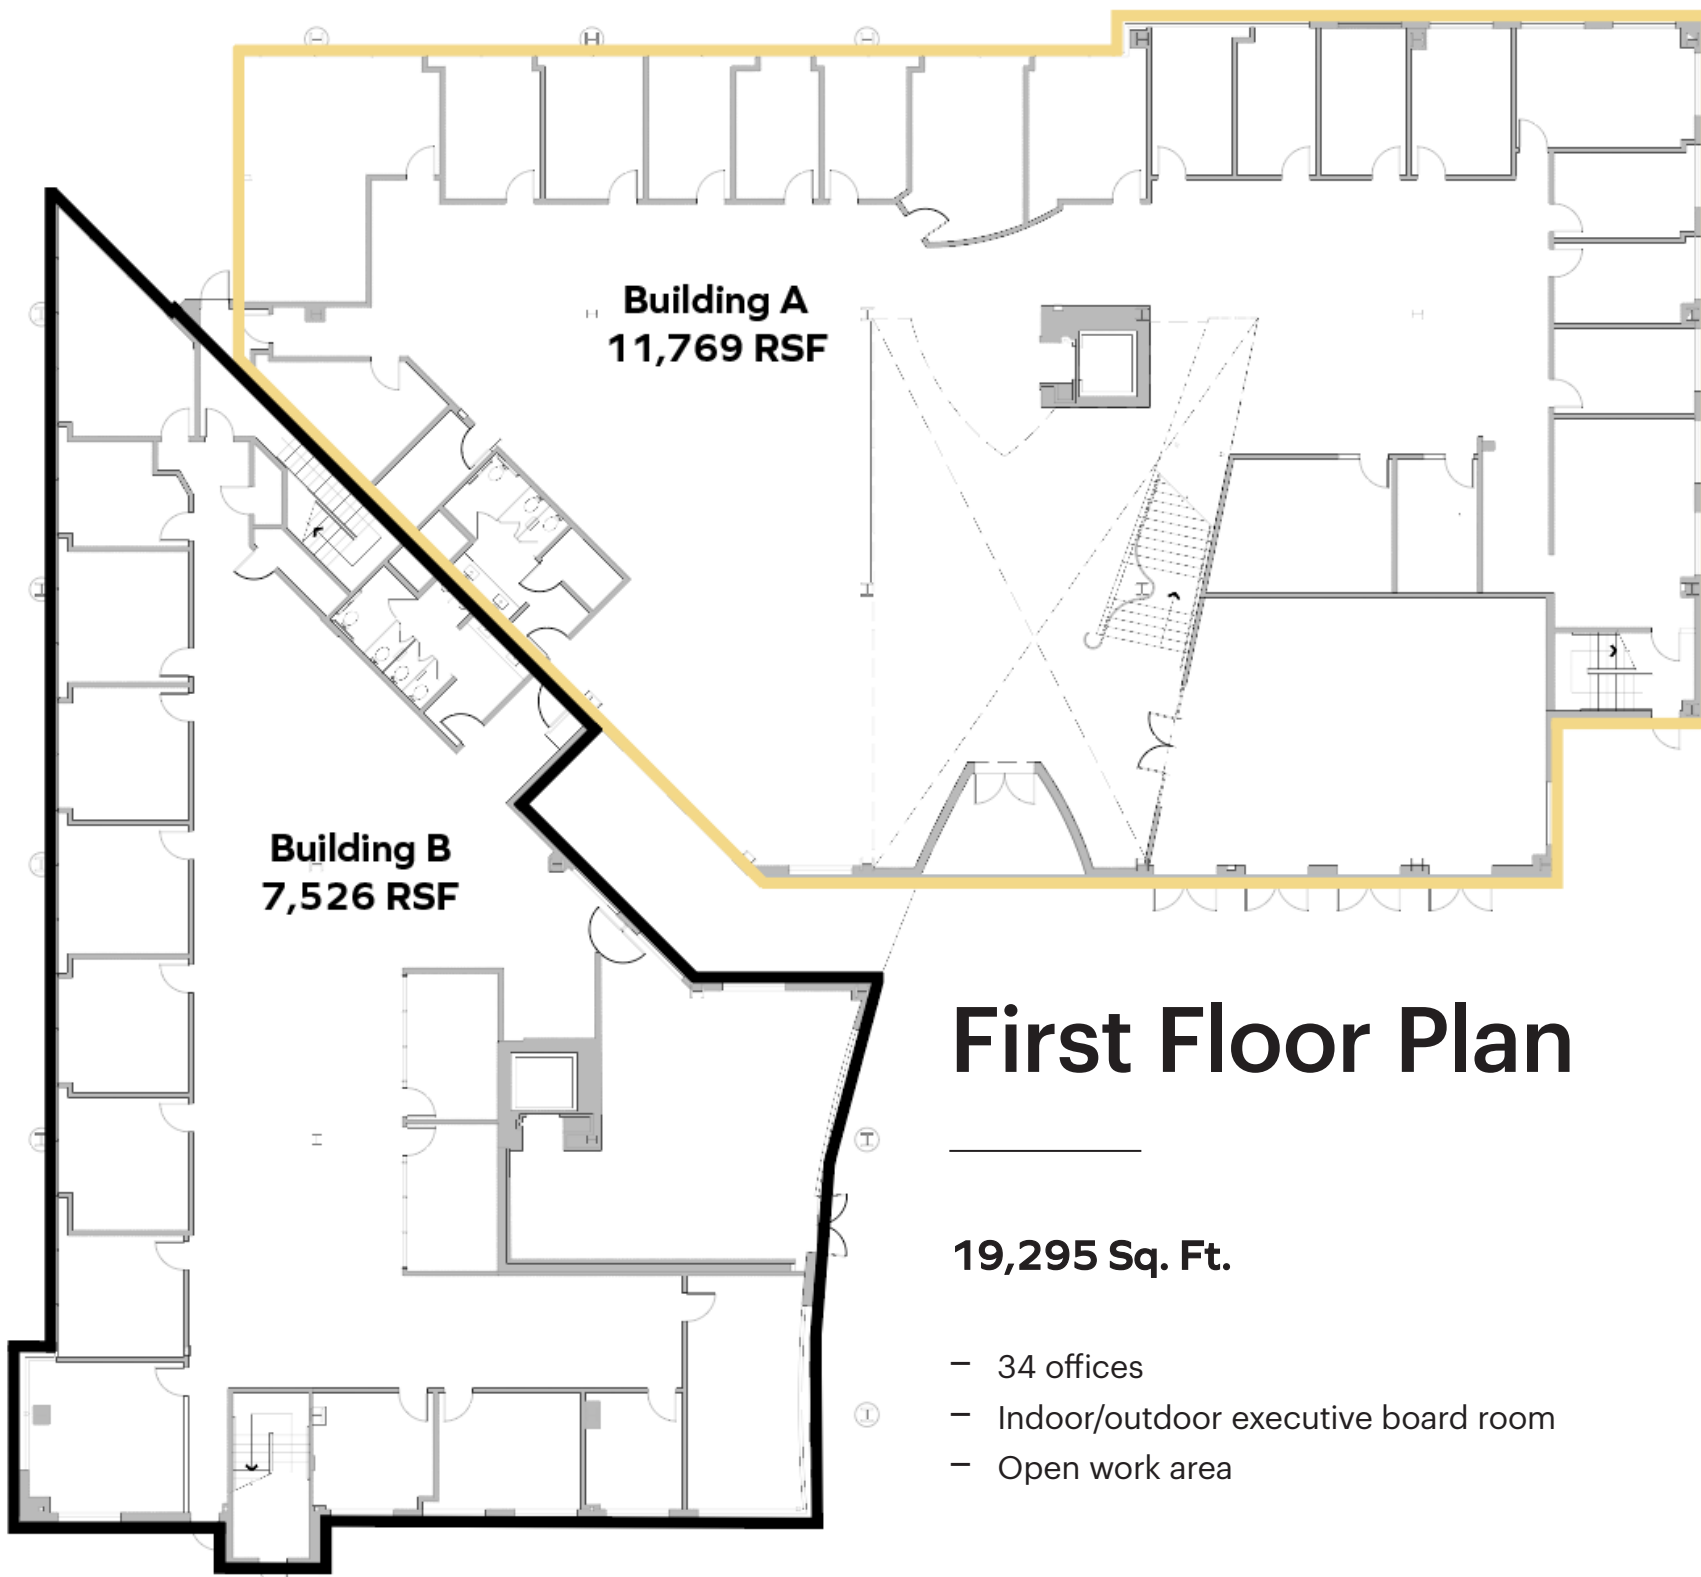 Building A
11,769 RSF
Building B
7,526 RSF
First Floor Plan
19,295 Sq. Ft.
– 34 offices
– Indoor/outdoor executive board room
– Open work area